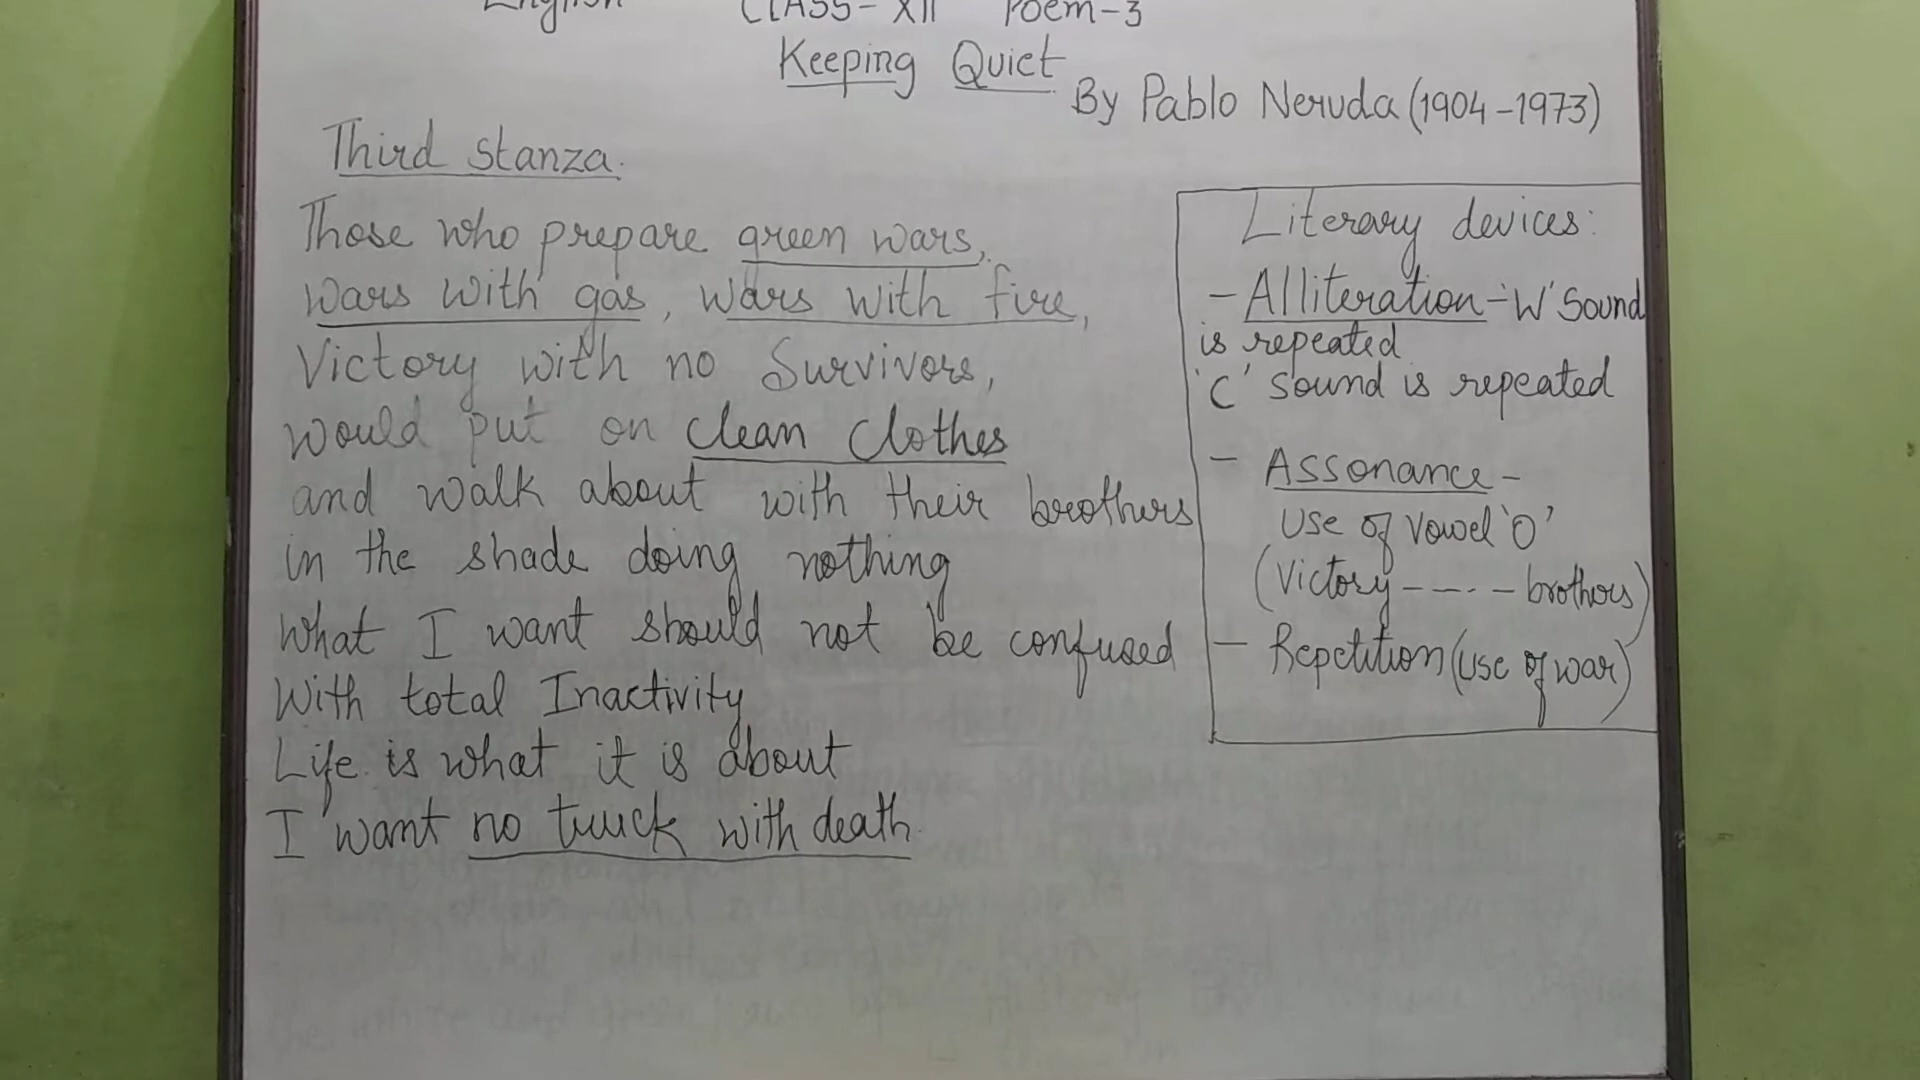 English CLASS- XII Poem-3
Keeping Quiet
By Pablo Neruda (1904-1973)
Third stanza.
Those who prepare green wars,
wars with gas, wars with fire,
Victory with no Survivors,
would put on clean clothes
and walk about with their brothers
in the shade doing nothing
What I want should not be confused
With total Inactivity
Life is what it is about
I want no truck with death
Literary devices:
- Alliteration - 'W' Sound
is repeated
'C' Sound is repeated
- Assonance -
Use of Vowel 'O'
(Victory ---- brothers)
- Repetition (Use of war)